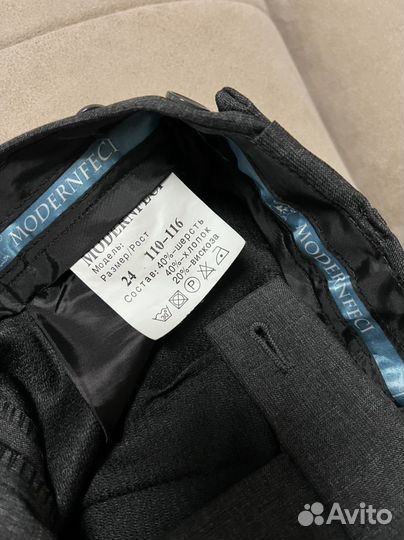 MODERNFECI
MODERNFECI
Модель:
Размер/Рост
24 110-116
Состав: 40%-шерсть
40%-хлопок
20%-вискоза
MODERNFECI
Avito